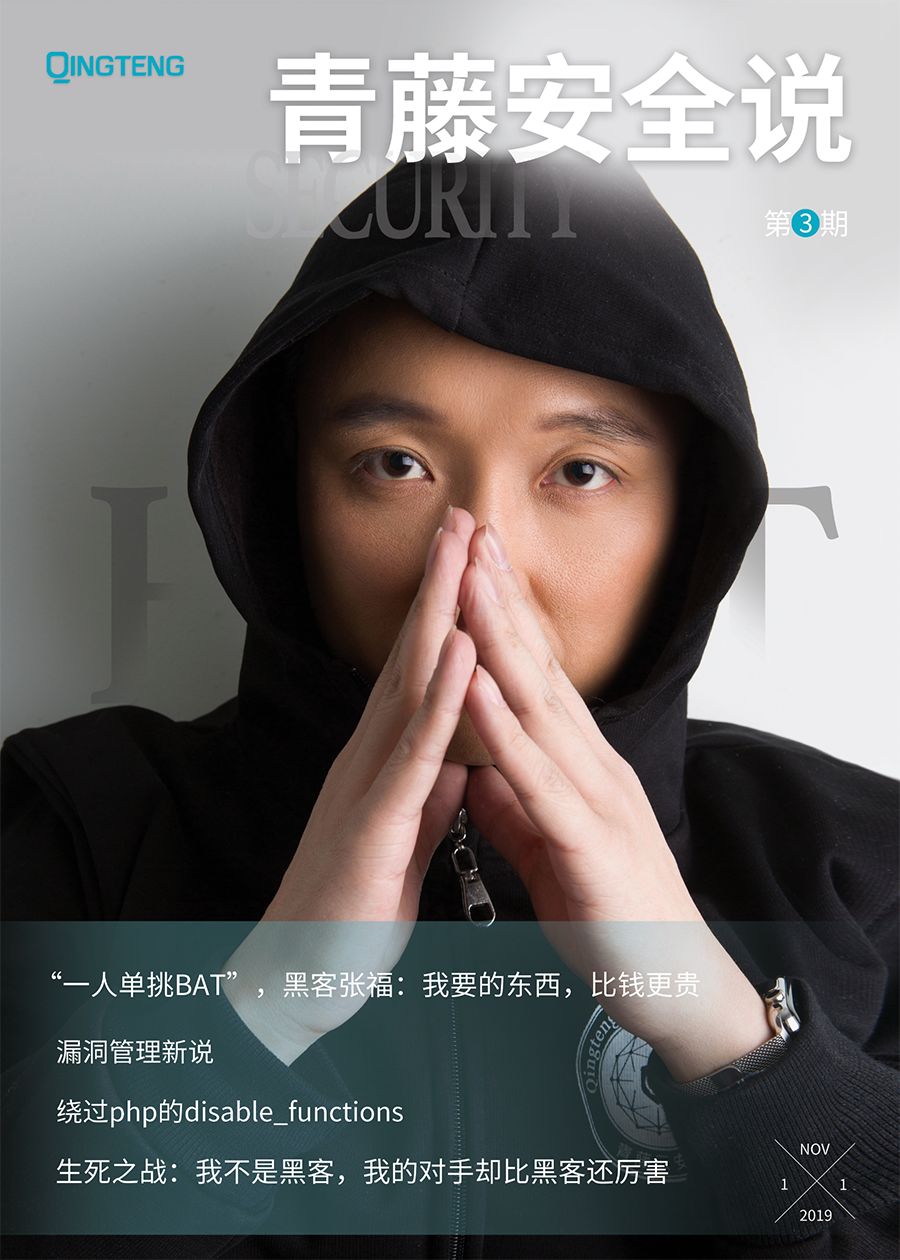 QINGTENG
青藤安全说
SECURITY
第3期
H T
“一人单挑BAT”，黑客张福：我要的东西，比钱更贵
漏洞管理新说
绕过php的disable_functions
生死之战：我不是黑客，我的对手却比黑客还厉害
Qingteng
NOV
1 1
2019